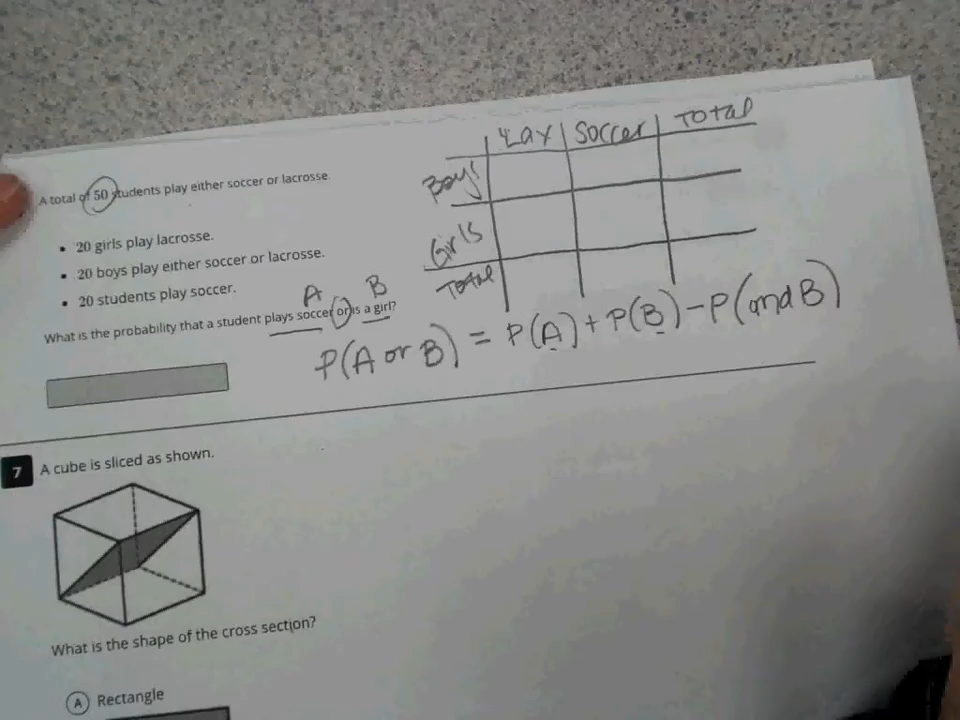 A total of 50 students play either soccer or lacrosse.
• 20 girls play lacrosse.
• 20 boys play either soccer or lacrosse.
• 20 students play soccer.
A B
What is the probability that a student plays soccer or is a girl?
Lax Soccer Total
Boys
Girls
Total
P(A or B) = P(A) + P(B) - P(and B)
7 A cube is sliced as shown.
What is the shape of the cross section?
A Rectangle